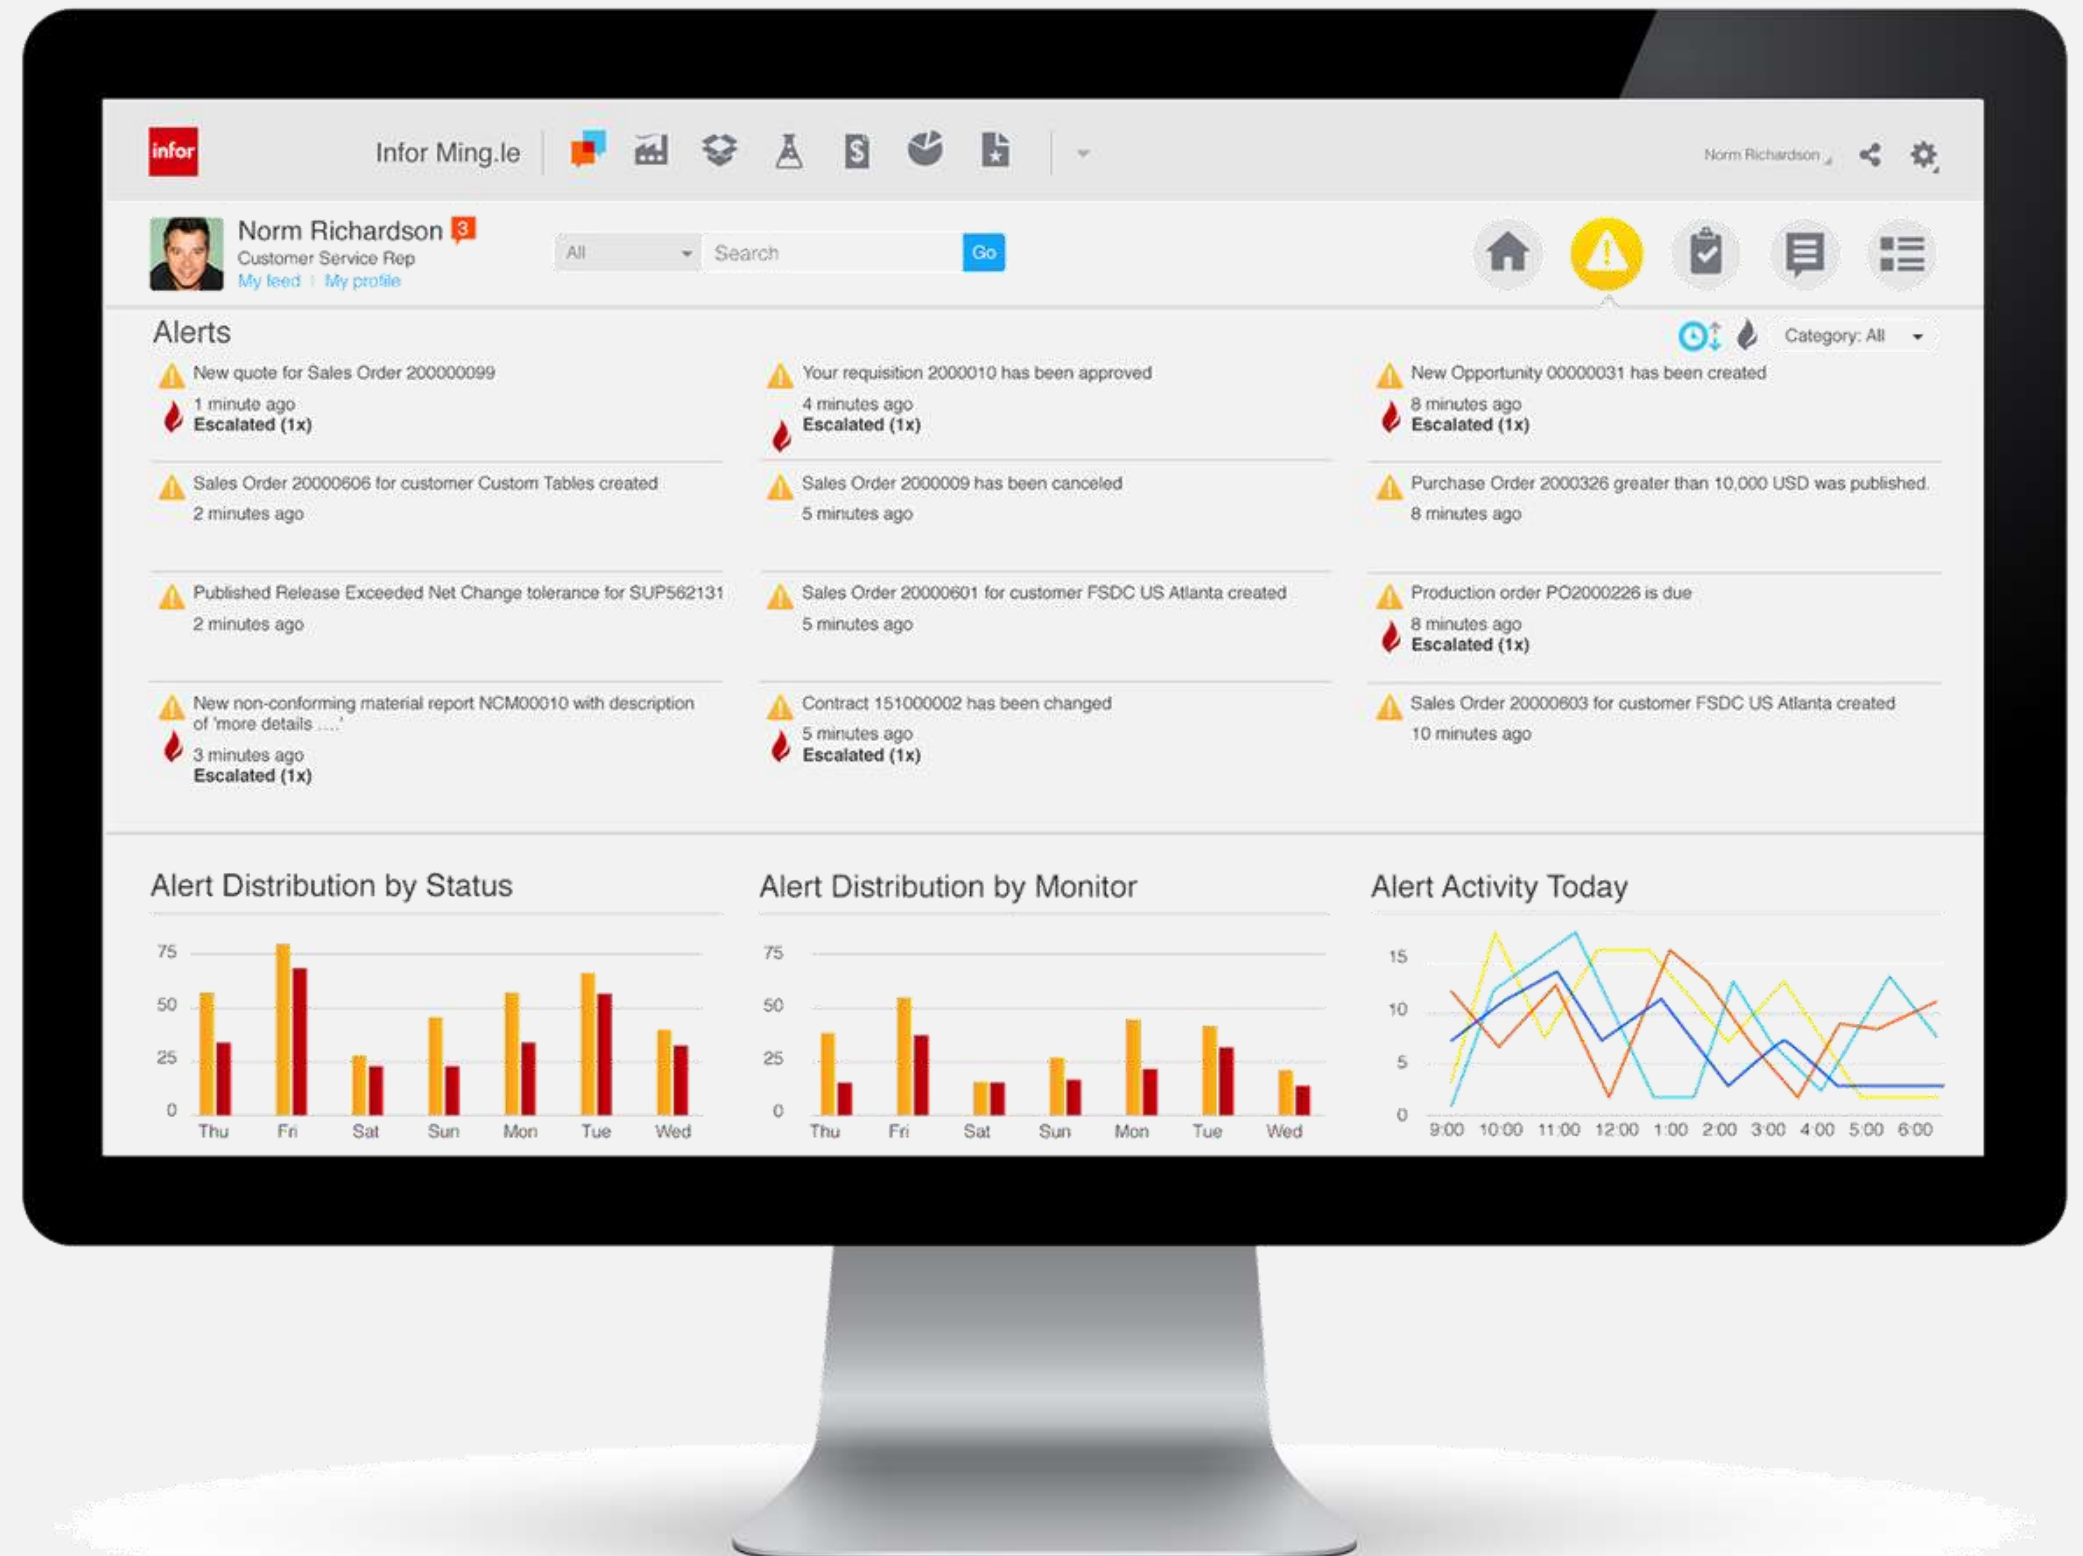 infor
Infor Ming.le
Norm Richardson
Norm Richardson 3
Customer Service Rep
My feed | My profile
All
Search
Go
Alerts
Category: All
New quote for Sales Order 200000099
1 minute ago
Escalated (1x)
Sales Order 20000606 for customer Custom Tables created
2 minutes ago
Published Release Exceeded Net Change tolerance for SUP562131
2 minutes ago
New non-conforming material report NCM00010 with description
of 'more details ....'
3 minutes ago
Escalated (1x)
Your requisition 2000010 has been approved
4 minutes ago
Escalated (1x)
Sales Order 2000009 has been canceled
5 minutes ago
Sales Order 20000601 for customer FSDC US Atlanta created
5 minutes ago
Contract 151000002 has been changed
5 minutes ago
Escalated (1x)
New Opportunity 00000031 has been created
8 minutes ago
Escalated (1x)
Purchase Order 2000326 greater than 10,000 USD was published.
8 minutes ago
Production order PO2000226 is due
8 minutes ago
Escalated (1x)
Sales Order 20000603 for customer FSDC US Atlanta created
10 minutes ago
Alert Distribution by Status
75
50
25
0
Thu Fri Sat Sun Mon Tue Wed
Alert Distribution by Monitor
75
50
25
0
Thu Fri Sat Sun Mon Tue Wed
Alert Activity Today
15
10
5
0
9:00 10:00 11:00 12:00 1:00 2:00 3:00 4:00 5:00 6:00